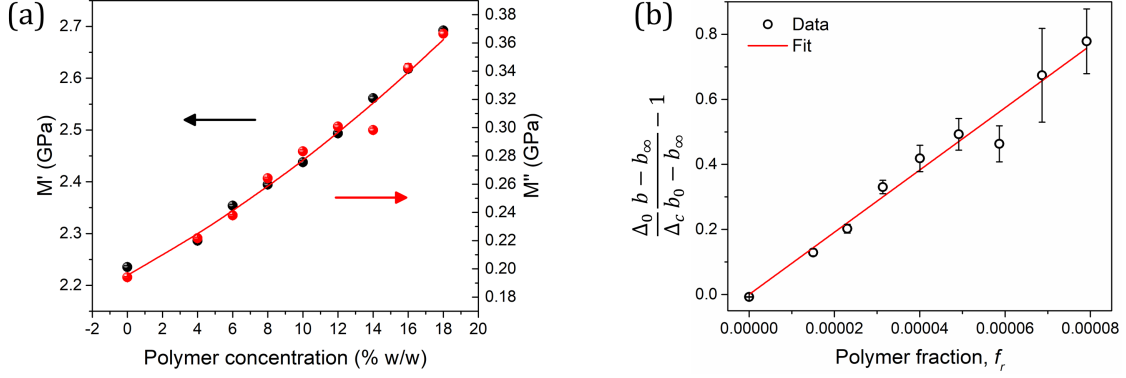 (a)
2.7
2.6
2.5
2.4
2.3
2.2
M' (GPa)
0.38
0.36
0.34
0.32
0.30
0.28
0.26
0.24
0.22
0.20
0.18
M" (GPa)
-2 0 2 4 6 8 10 12 14 16 18 20
Polymer concentration (% w/w)
(b)
Data
Fit
0.8
0.6
0.4
0.2
0.0
Δ₀ b − b∞
Δc b₀ − b∞
− 1
0.00000 0.00002 0.00004 0.00006 0.00008
Polymer fraction, fr